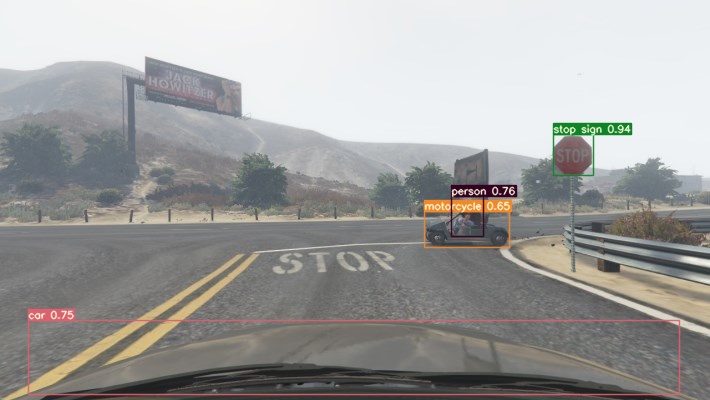 JACK
HOWITZER
stop sign 0.94
STOP
person 0.76
motorcycle 0.65
STOP
car 0.75